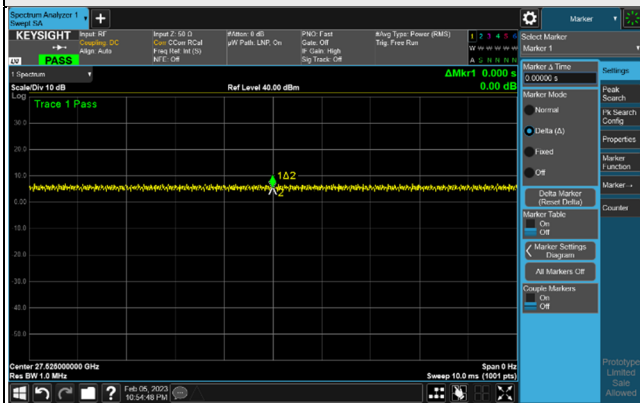 Spectrum Analyzer 1
Swept SA
+
Marker
KEYSIGHT
Input: RF
Coupling: DC
Align: Auto
Input Z: 50 Ω
Corr CCorr RCal
Freq Ref: Int (S)
NFE: Off
#Atten: 0 dB
µW Path: LNP, On
PNO: Fast
Gate: Off
IF Gain: High
Sig Track: Off
#Avg Type: Power (RMS)
Trig: Free Run
1 2 3 4 5 6
W W W W W W
A S N N N N
LXI
PASS
Select Marker
Marker 1
1 Spectrum
ΔMkr1 0.000 s
Scale/Div 10 dB
Ref Level 40.00 dBm
0.00 dB
Log
Trace 1 Pass
30.0
20.0
10.0
0.00
10.0
20.0
30.0
50.0
1Δ2
2
Marker Δ Time
0.00000 s
Marker Mode
Normal
Delta (Δ)
Fixed
Off
Delta Marker
(Reset Delta)
Marker Table
On
Off
Marker Settings
Diagram
All Markers Off
Couple Markers
On
Off
Settings
Peak
Search
Pk Search
Config
Properties
Marker
Function
Marker→
Counter
Center 27.525000000 GHz
Res BW 1.0 MHz
Span 0 Hz
Sweep 10.0 ms (1001 pts)
?
Feb 05, 2023
10:54:48 PM
Prototype
Limited
Sale
Allowed